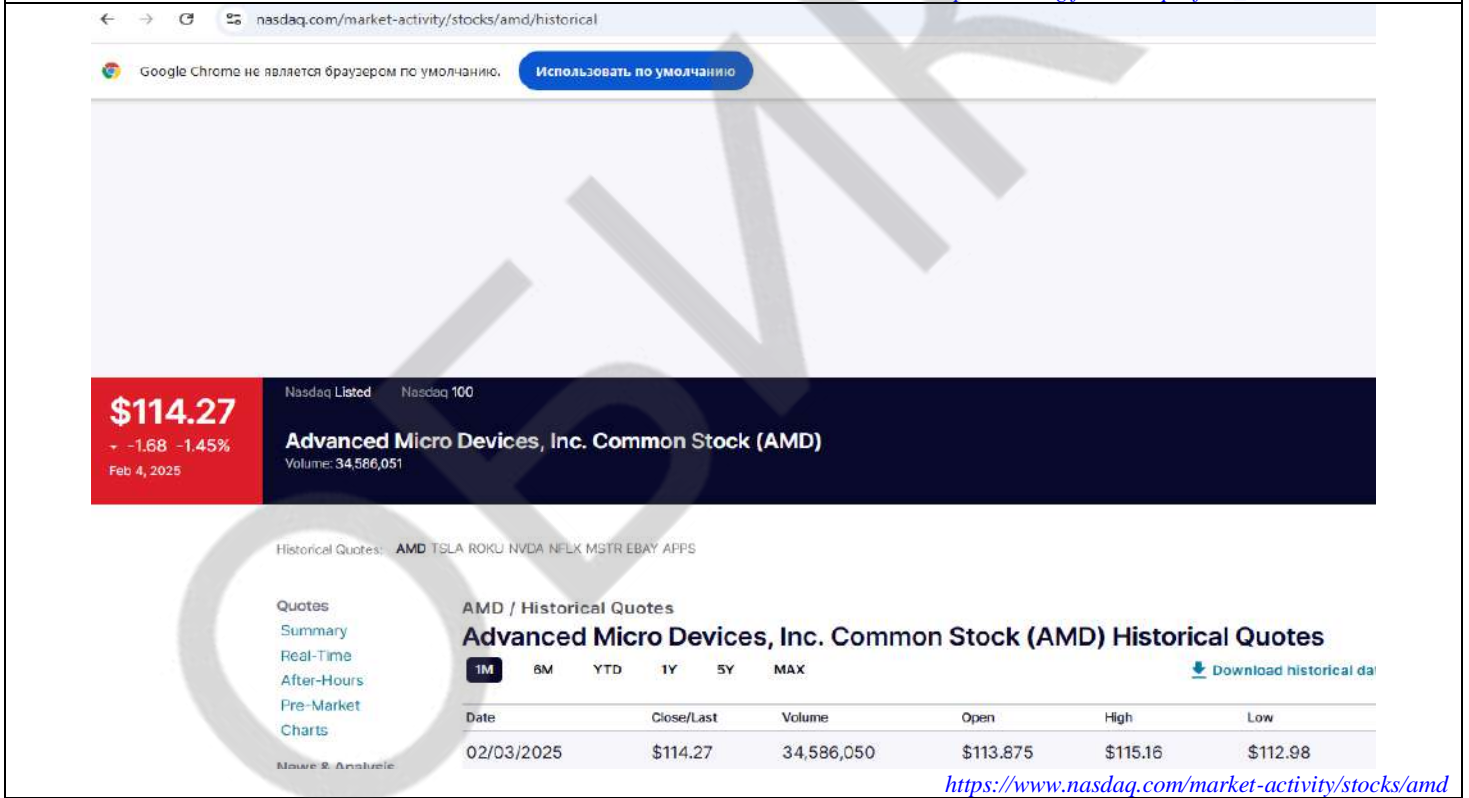 nasdaq.com/market-activity/stocks/amd/historical
Google Chrome не является браузером по умолчанию. Использовать по умолчанию
$114.27
-1.68 -1.45%
Feb 4, 2025
Nasdaq Listed Nasdaq 100
Advanced Micro Devices, Inc. Common Stock (AMD)
Volume: 34,586,051
Historical Quotes: AMD TSLA ROKU NVDA NFLX MSTR EBAY APPS
Quotes
Summary
Real-Time
After-Hours
Pre-Market
Charts
News & Analysis
AMD / Historical Quotes
Advanced Micro Devices, Inc. Common Stock (AMD) Historical Quotes
1M 6M YTD 1Y 5Y MAX
Download historical dat
Date Close/Last Volume Open High Low
02/03/2025 $114.27 34,586,050 $113.875 $115.16 $112.98
https://www.nasdaq.com/market-activity/stocks/amd
ОБИК